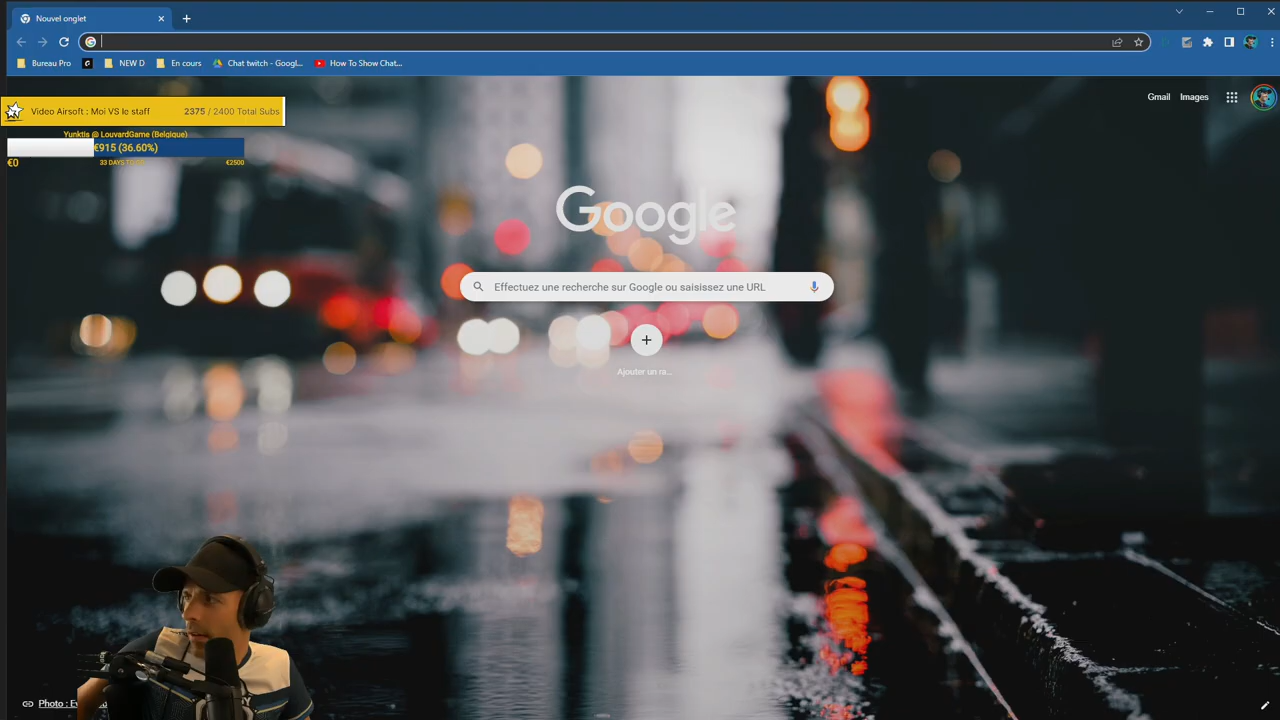 Nouvel onglet
Bureau Pro
NEW D
En cours
Chat twitch - Googl...
How To Show Chat...
Gmail
Images
Video Airsoft : Moi VS le staff
2375 / 2400 Total Subs
Yunktis @ LouvardGame (Belgique)
€915 (36.60%)
€0
33 DAYS TO
€2500
Google
Effectuez une recherche sur Google ou saisissez une URL
Ajouter un ra...
Photo :